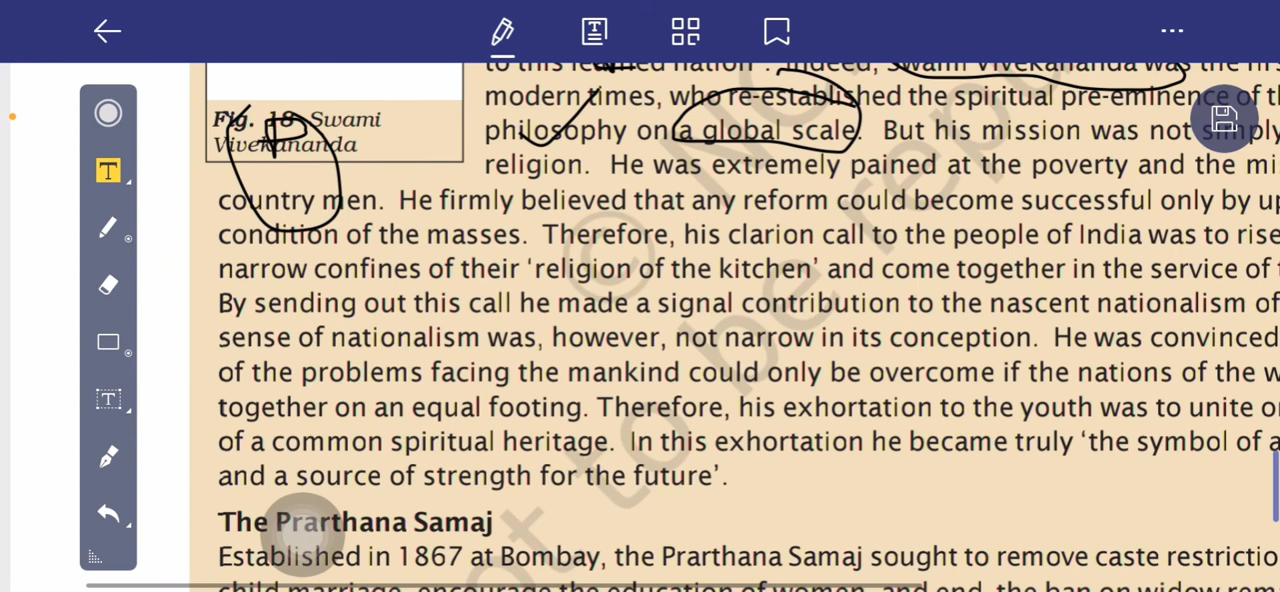 modern times, who re-established the spiritual pre-eminence of
Fig. 18 Swami
Vivekananda
philosophy on a global scale. But his mission was not simply
religion. He was extremely pained at the poverty and the
country men. He firmly believed that any reform could become successful only by
condition of the masses. Therefore, his clarion call to the people of India was to rise
narrow confines of their ‘religion of the kitchen’ and come together in the service of
By sending out this call he made a signal contribution to the nascent nationalism of
sense of nationalism was, however, not narrow in its conception. He was convinced
of the problems facing the mankind could only be overcome if the nations of the
together on an equal footing. Therefore, his exhortation to the youth was to unite
of a common spiritual heritage. In this exhortation he became truly ‘the symbol of
and a source of strength for the future’.
The Prarthana Samaj
Established in 1867 at Bombay, the Prarthana Samaj sought to remove caste